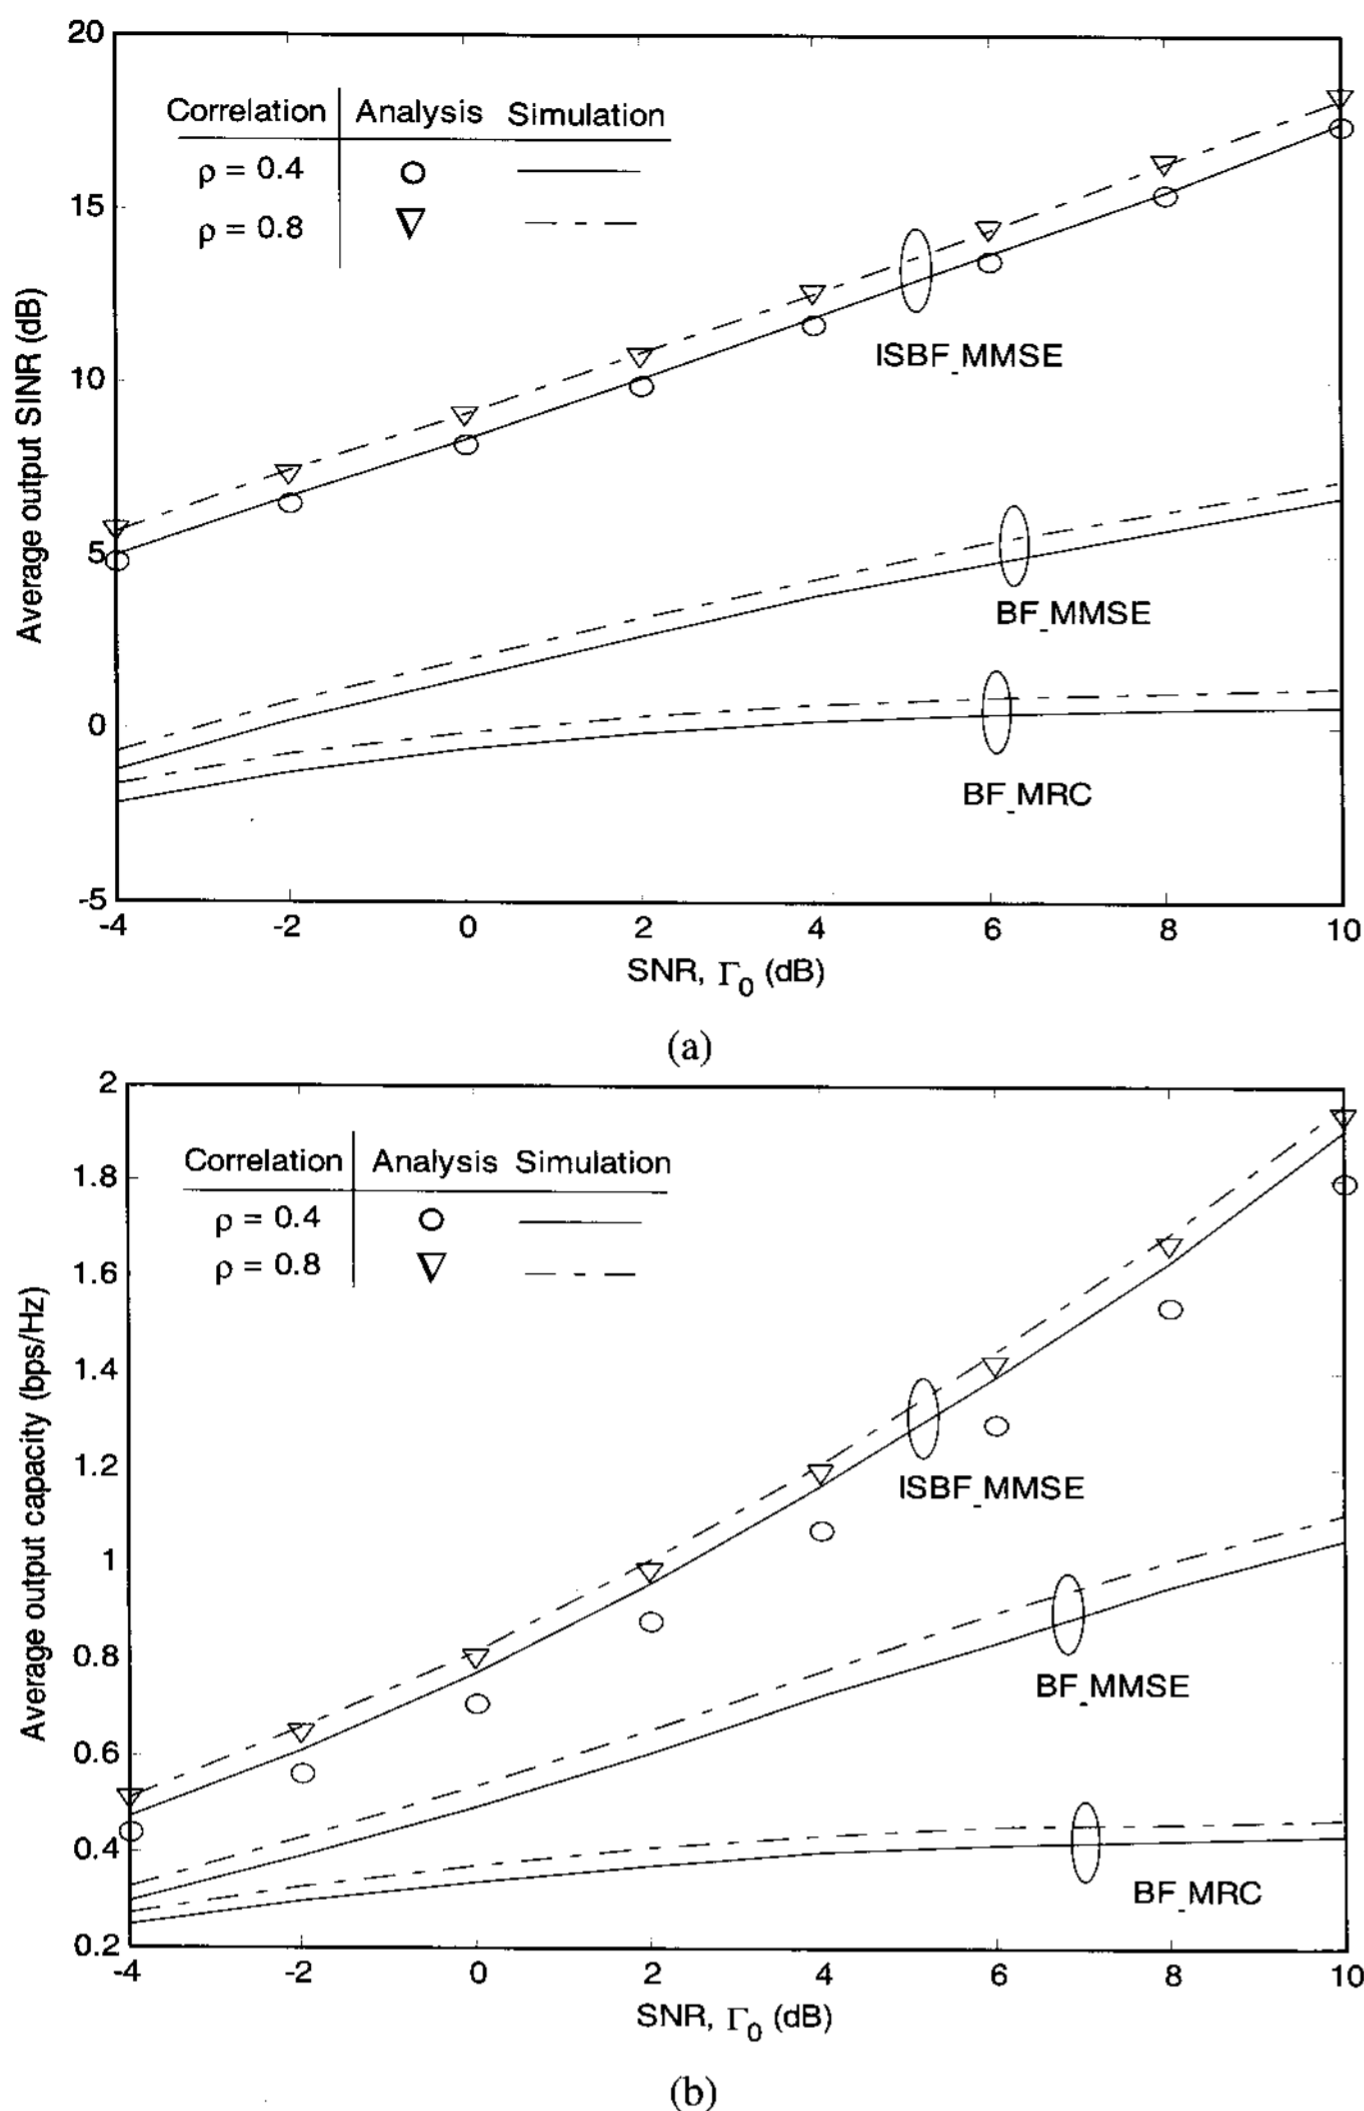 20
15
10
5
0
-5
Average output SINR (dB)
Correlation Analysis Simulation
ρ = 0.4
ρ = 0.8
ISBF_MMSE
BF_MMSE
BF_MRC
-4 -2 0 2 4 6 8 10
SNR, Γ0 (dB)
(a)
2
1.8
1.6
1.4
1.2
1
0.8
0.6
0.4
0.2
Average output capacity (bps/Hz)
Correlation Analysis Simulation
ρ = 0.4
ρ = 0.8
ISBF_MMSE
BF_MMSE
BF_MRC
-4 -2 0 2 4 6 8 10
SNR, Γ0 (dB)
(b)